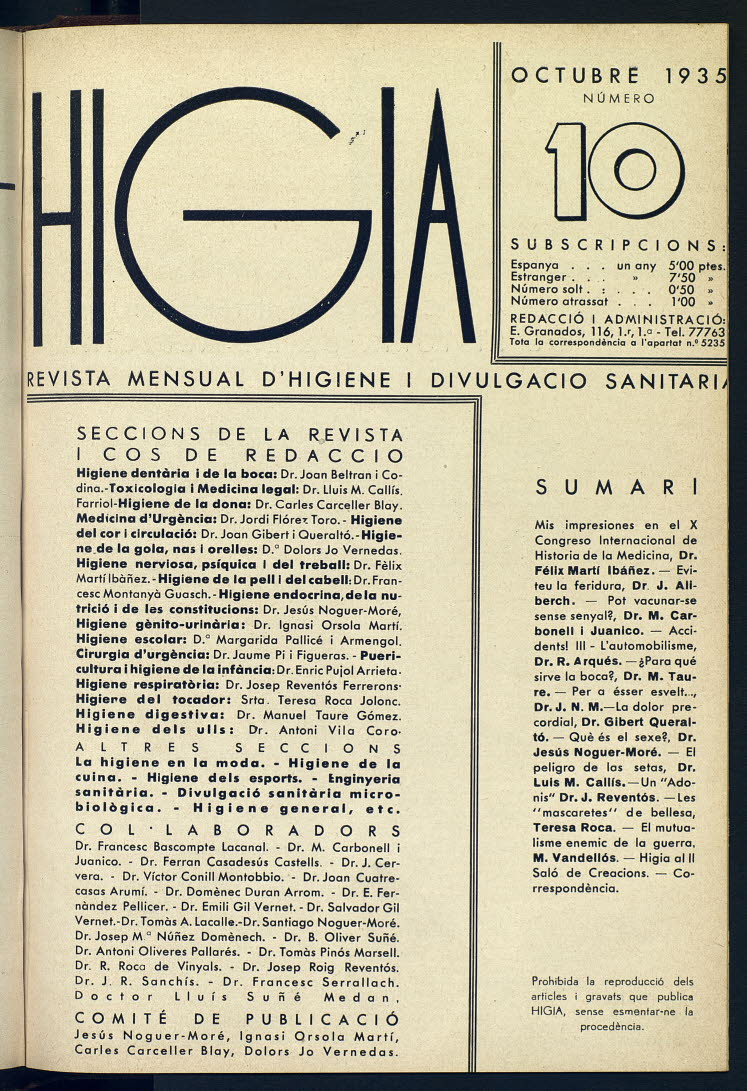 HIGIA
OCTUBRE 1935
NÚMERO
10
SUBSCRIPCIONS:
Espanya . . . un any 5'00 ptes.
Estranger . . . » 7'50 »
Número solt . : . . . 0'50 »
Número atrassat . . . 1'00 »
REDACCIÓ I ADMINISTRACIÓ:
E. Granados, 116, 1.r, 1.a - Tel. 77763
Tota la correspondència a l'apartat n.º 5235
REVISTA MENSUAL D'HIGIENE I DIVULGACIO SANITARIA
SECCIONS DE LA REVISTA
I COS DE REDACCIO
Higiene dentària i de la boca: Dr. Joan Beltran i Co-
dina.-Toxicologia i Medicina legal: Dr. Lluis M. Callís.
Farriol-Higiene de la dona: Dr. Carles Carceller Blay.
Medicina d'Urgència: Dr. Jordi Flórez Toro.- Higiene
del cor i circulació: Dr. Joan Gibert i Queraltó.-Higie-
ne de la gola, nas i orelles: D.ª Dolors Jo Vernedas.
Higiene nerviosa, psíquica i del treball: Dr. Fèlix
Martí Ibàñez.-Higiene de la pell i del cabell: Dr. Fran-
cesc Montanyà Guasch.-Higiene endocrina, de la nu-
trició i de les constitucions: Dr. Jesús Noguer-Moré,
Higiene gènito-urinària: Dr. Ignasi Orsola Martí.
Higiene escolar: D.ª Margarida Pallicé i Armengol.
Cirurgia d'urgència: Dr. Jaume Pi i Figueras. - Pueri-
cultura i higiene de la infància: Dr. Enric Pujol Arrieta.
Higiene respiratòria: Dr. Josep Reventós Ferrerons.
Higiene del tocador: Srta. Teresa Roca Jolonc.
Higiene digestiva: Dr. Manuel Taure Gómez.
Higiene dels ulls: Dr. Antoni Vila Coro.
ALTRES SECCIONS
La higiene en la moda. - Higiene de la
cuina. - Higiene dels esports. - Enginyeria
sanitària. - Divulgació sanitària micro-
biològica. - Higiene general, etc.
COL·LABORADORS
Dr. Francesc Bascompte Lacanal. - Dr. M. Carbonell i
Juanico. - Dr. Ferran Casadesús Castells. - Dr. J. Cer-
vera. - Dr. Víctor Conill Montobbio. - Dr. Joan Cuatre-
casas Arumí. - Dr. Domènec Duran Arrom. - Dr. E. Fer-
nàndez Pellicer. - Dr. Emili Gil Vernet. - Dr. Salvador Gil
Vernet.-Dr. Tomàs A. Lacalle.-Dr. Santiago Noguer-Moré.
Dr. Josep M.ª Núñez Domènech. - Dr. B. Oliver Suñé.
Dr. Antoni Oliveres Pallarés. - Dr. Tomàs Pinós Marsell.
Dr. R. Roca de Vinyals. - Dr. Josep Roig Reventós.
Dr. J. R. Sanchís. - Dr. Francesc Serrallach.
Doctor Lluís Suñé Medan.
COMITÉ DE PUBLICACIÓ
Jesús Noguer-Moré, Ignasi Orsola Martí,
Carles Carceller Blay, Dolors Jo Vernedas.
SUMARI
Mis impresiones en el X
Congreso Internacional de
Historia de la Medicina, Dr.
Félix Martí Ibáñez. — Evi-
teu la feridura, Dr. J. Ali-
berch. — Pot vacunar-se
sense senyal?, Dr. M. Car-
bonell i Juanico. — Acci-
dents! III - L'automobilisme,
Dr. R. Arqués. — ¿Para qué
sirve la boca?, Dr. M. Tau-
re. — Per a ésser esvelt...,
Dr. J. N. M.—La dolor pre-
cordial, Dr. Gibert Queral-
tó. — Què és el sexe?, Dr.
Jesús Noguer-Moré. — El
peligro de las setas, Dr.
Luis M. Callís.—Un "Ado-
nis" Dr. J. Reventós. —Les
"mascaretes" de bellesa,
Teresa Roca. — El mutua-
lisme enemic de la guerra,
M. Vandellós. — Higia al II
Saló de Creacions. — Co-
rrespondència.
Prohibida la reproducció dels
articles i gravats que publica
HIGIA, sense esmentar-ne la
procedència.